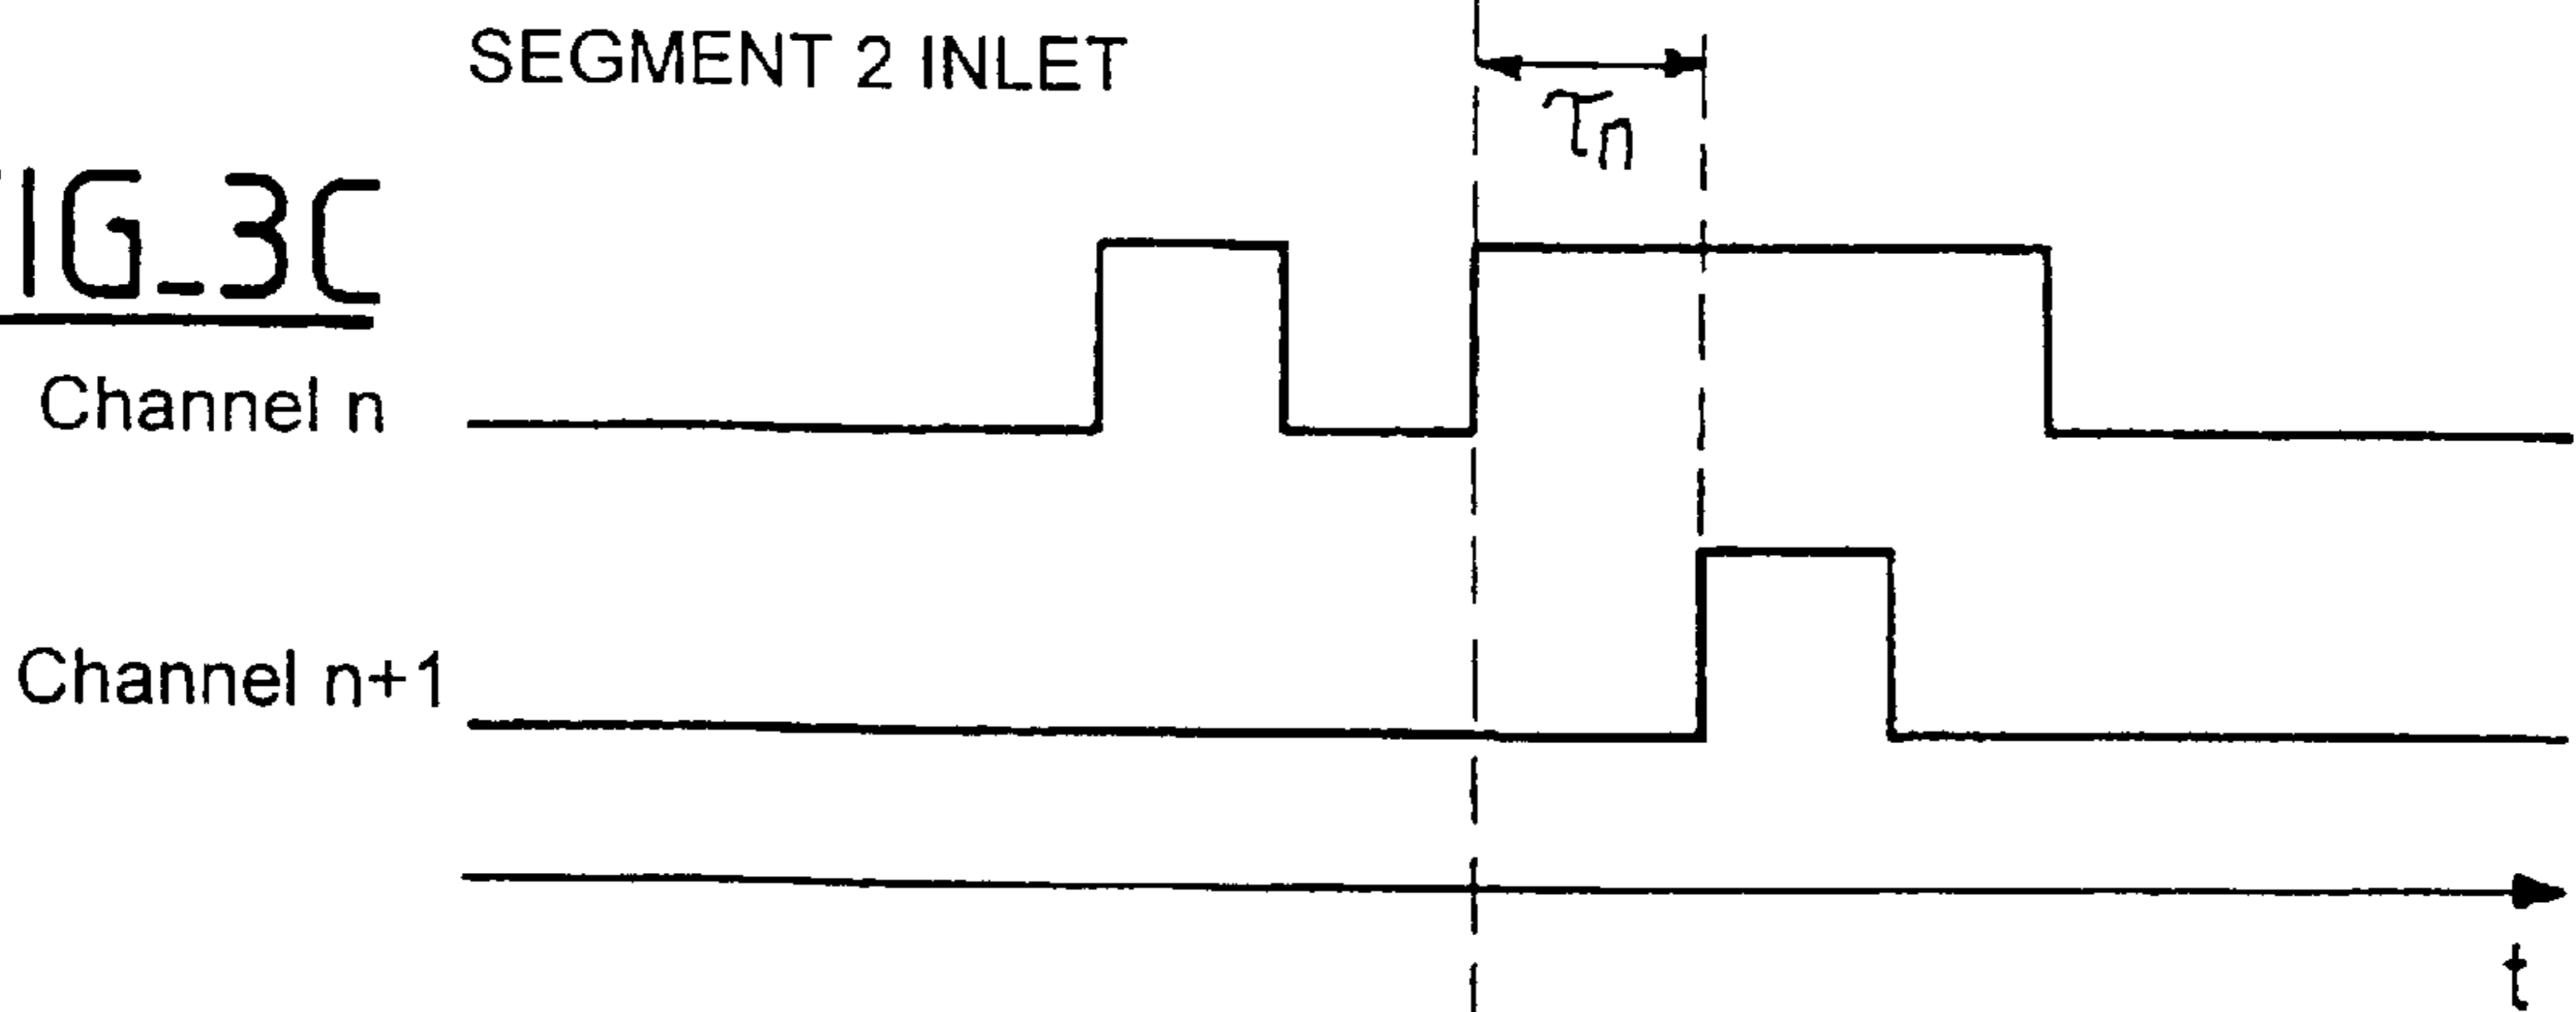 SEGMENT 2 INLET
τn
IG_3C
Channel n
Channel n+1
t